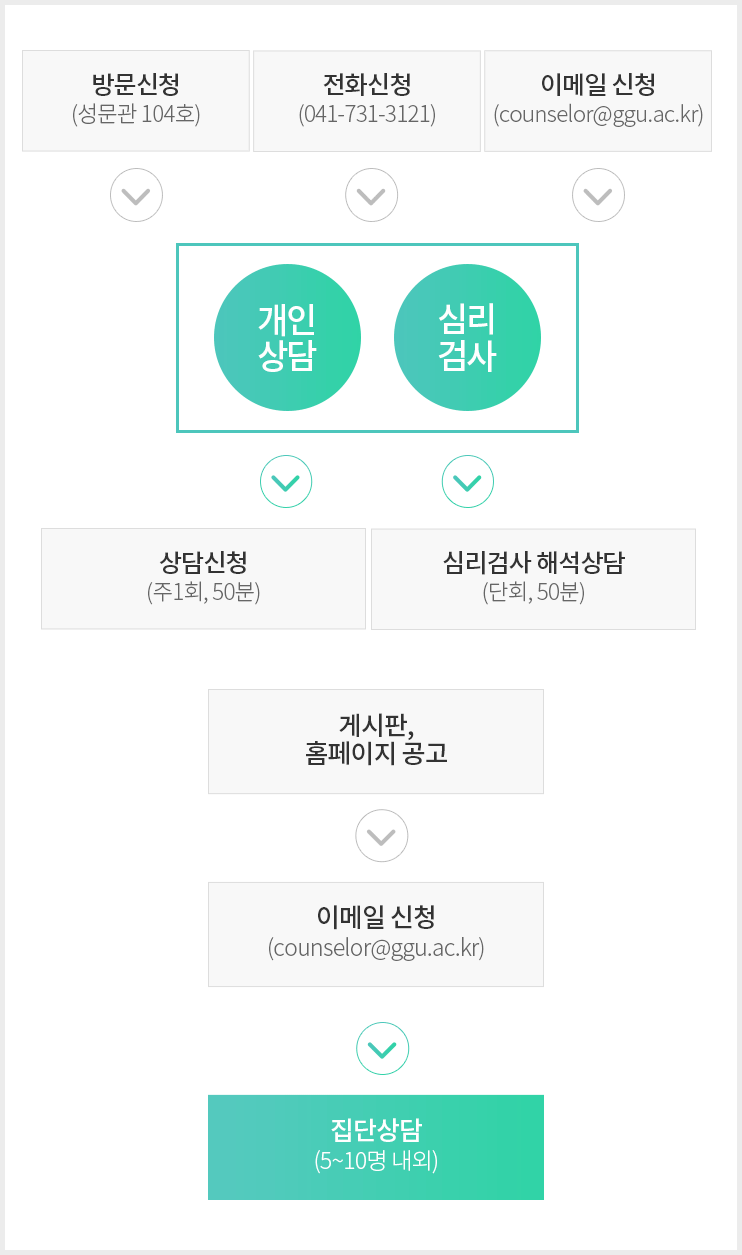 방문신청
(성문관 104호)
전화신청
(041-731-3121)
이메일 신청
(counselor@ggu.ac.kr)
개인
상담
심리
검사
상담신청
(주1회, 50분)
심리검사 해석상담
(단회, 50분)
게시판,
홈페이지 공고
이메일 신청
(counselor@ggu.ac.kr)
집단상담
(5~10명 내외)